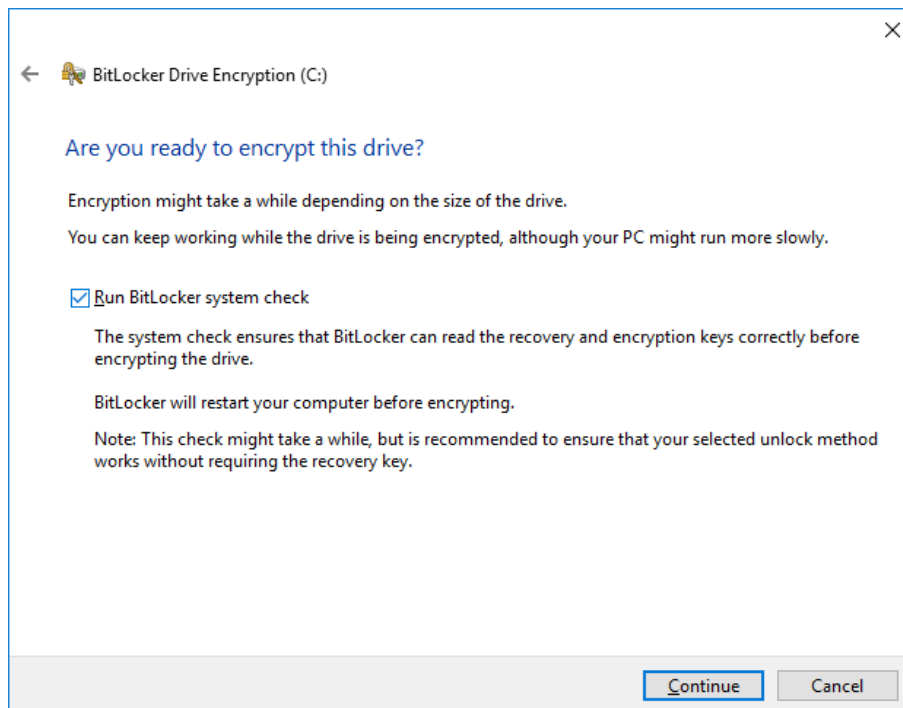 BitLocker Drive Encryption (C:)
Are you ready to encrypt this drive?
Encryption might take a while depending on the size of the drive.
You can keep working while the drive is being encrypted, although your PC might run more slowly.
Run BitLocker system check
The system check ensures that BitLocker can read the recovery and encryption keys correctly before
encrypting the drive.
BitLocker will restart your computer before encrypting.
Note: This check might take a while, but is recommended to ensure that your selected unlock method
works without requiring the recovery key.
Continue
Cancel